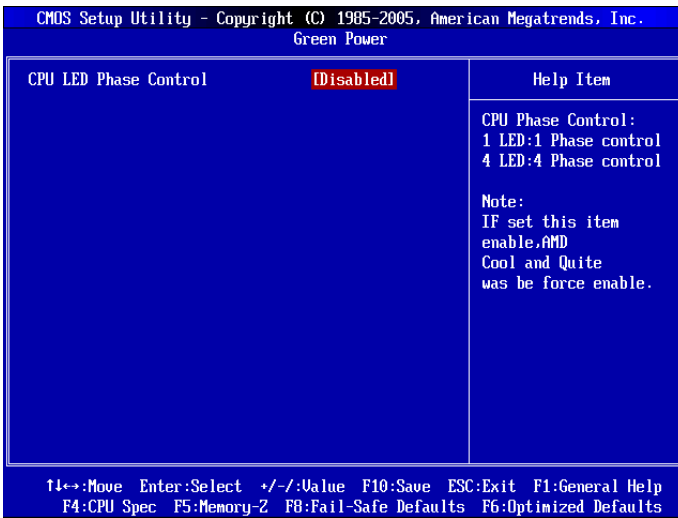 CMOS Setup Utility - Copyright (C) 1985-2005, American Megatrends, Inc.
Green Power
CPU LED Phase Control [Disabled]
Help Item
CPU Phase Control:
1 LED:1 Phase control
4 LED:4 Phase control
Note:
IF set this item
enable,AMD
Cool and Quite
was be force enable.
↑↓←→:Move Enter:Select +/-/:Value F10:Save ESC:Exit F1:General Help
F4:CPU Spec F5:Memory-Z F8:Fail-Safe Defaults F6:Optimized Defaults